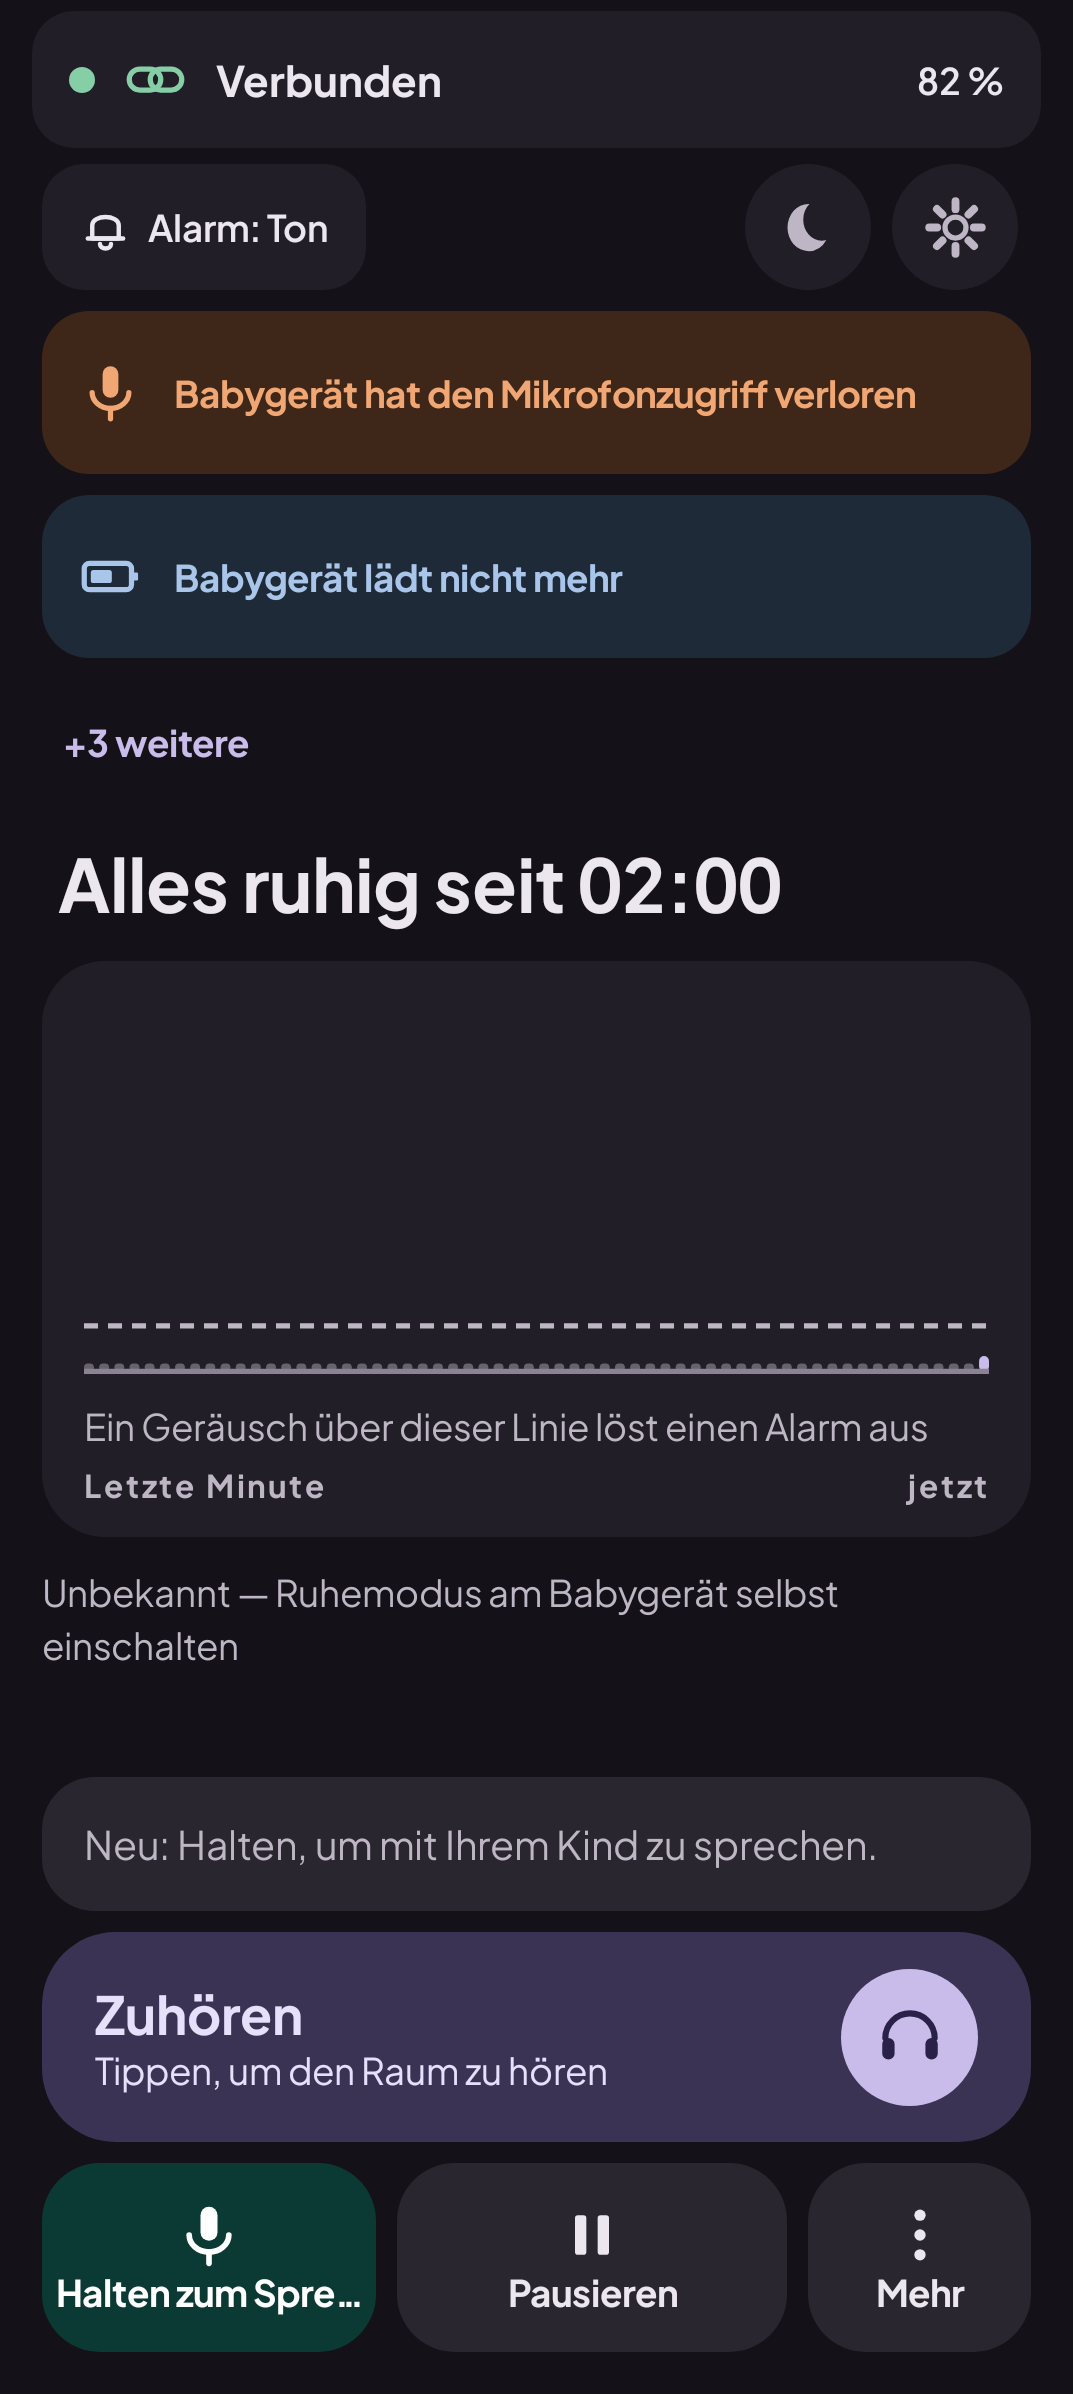 Verbunden
82 %
Alarm: Ton
Babygerät hat den Mikrofonzugriff verloren
Babygerät lädt nicht mehr
+3 weitere
Alles ruhig seit 02:00
Ein Geräusch über dieser Linie löst einen Alarm aus
Letzte Minute
jetzt
Unbekannt — Ruhemodus am Babygerät selbst
einschalten
Neu: Halten, um mit Ihrem Kind zu sprechen.
Zuhören
Tippen, um den Raum zu hören
Halten zum Spre…
Pausieren
Mehr